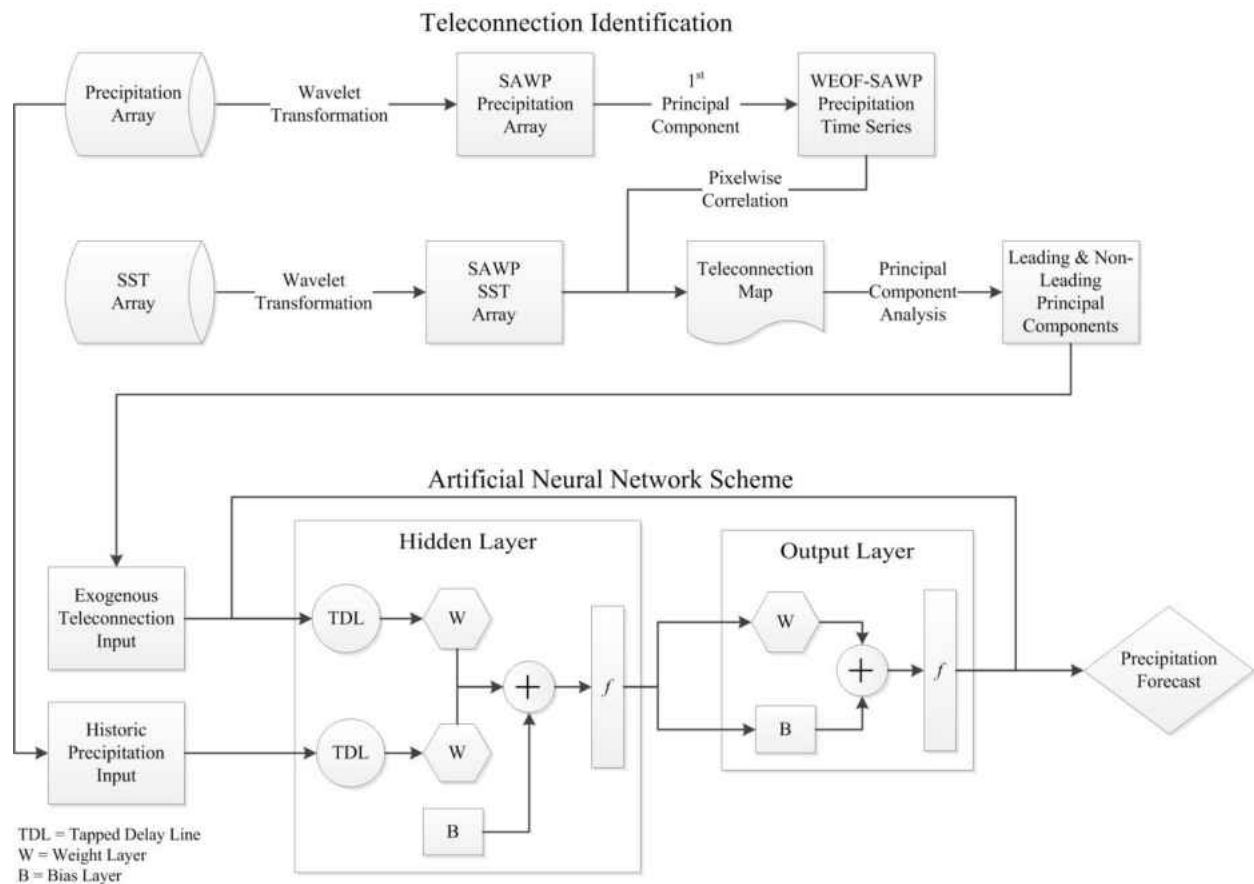 Teleconnection Identification
Precipitation
Array
Wavelet
Transformation
SAWP
Precipitation
Array
1st
Principal
Component
WEOF-SAWP
Precipitation
Time Series
Pixelwise
Correlation
SST
Array
Wavelet
Transformation
SAWP
SST
Array
Teleconnection
Map
Principal
Component
Analysis
Leading & Non-
Leading
Principal
Components
Artificial Neural Network Scheme
Hidden Layer
Output Layer
Exogenous
Teleconnection
Input
TDL
W
+
f
W
+
f
Precipitation
Forecast
Historic
Precipitation
Input
TDL
W
B
B
TDL = Tapped Delay Line
W = Weight Layer
B = Bias Layer